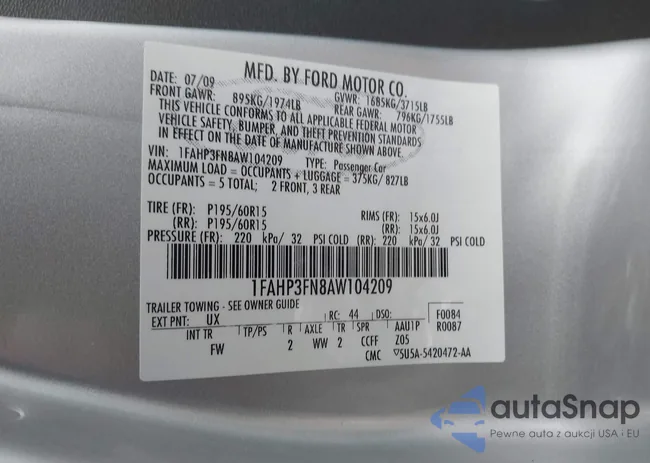 MFD. BY FORD MOTOR CO.
DATE: 07/09 GVWR: 1685KG/3715LB
FRONT GAWR: 895KG/1974LB REAR GAWR: 796KG/1755LB
THIS VEHICLE CONFORMS TO ALL APPLICABLE FEDERAL MOTOR
VEHICLE SAFETY, BUMPER, AND THEFT PREVENTION STANDARDS
IN EFFECT ON THE DATE OF MANUFACTURE SHOWN ABOVE.
VIN: 1FAHP3FN8AW104209 TYPE: Passenger Car
MAXIMUM LOAD = OCCUPANTS + LUGGAGE = 375KG/ 827LB
OCCUPANTS = 5 TOTAL; 2 FRONT, 3 REAR
TIRE (FR): P195/60R15 RIMS (FR): 15x6.0J
(RR): P195/60R15 (RR): 15x6.0J
PRESSURE (FR): 220 kPa/ 32 PSI COLD (RR): 220 kPa/ 32 PSI COLD
1FAHP3FN8AW104209
TRAILER TOWING - SEE OWNER GUIDE
EXT PNT: UX RC: 44 DSO: F0084
INT TR TP/PS R AXLE TR SPR AAU1P R0087
FW 2 WW 2 CCFF Z05
CMC 5U5A-5420472-AA
autaSnap
Pewne auta z aukcji USA i EU